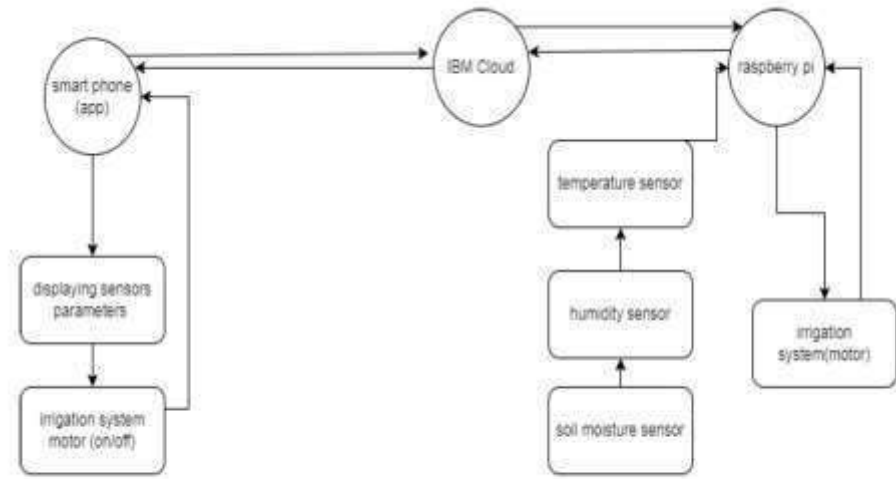 smart phone
(app)
IBM Cloud
raspberry pi
temperature sensor
displaying sensors
parameters
humidity sensor
irrigation
system(motor)
irrigation system
motor (on/off)
soil moisture sensor